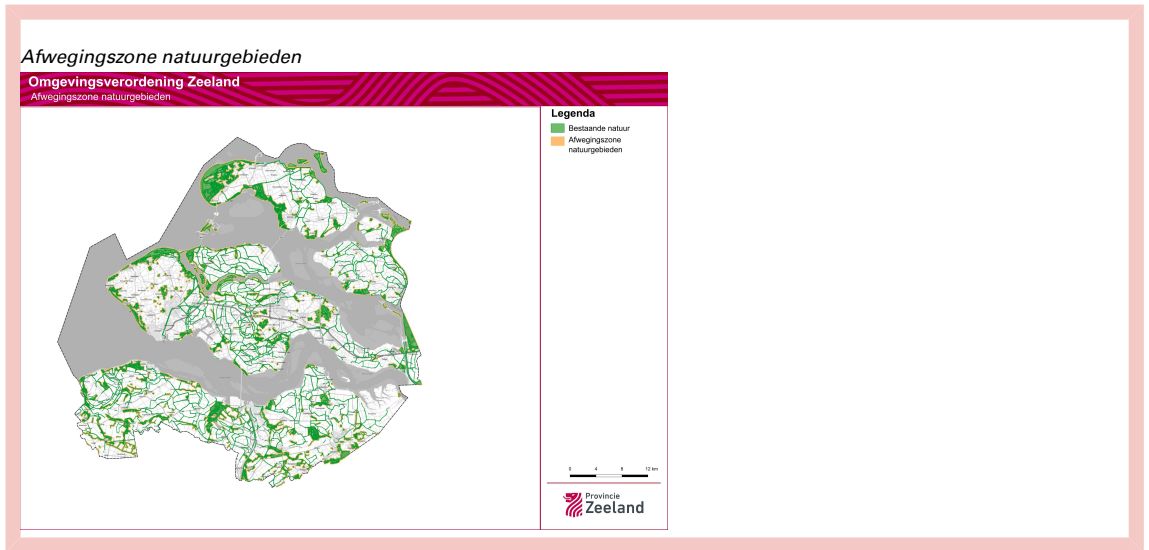 Afwegingszone natuurgebieden
Omgevingsverordening Zeeland
Afwegingszone natuurgebieden
Legenda
Bestaande natuur
Afwegingszone
natuurgebieden
0 4 8 12 km
Provincie
Zeeland